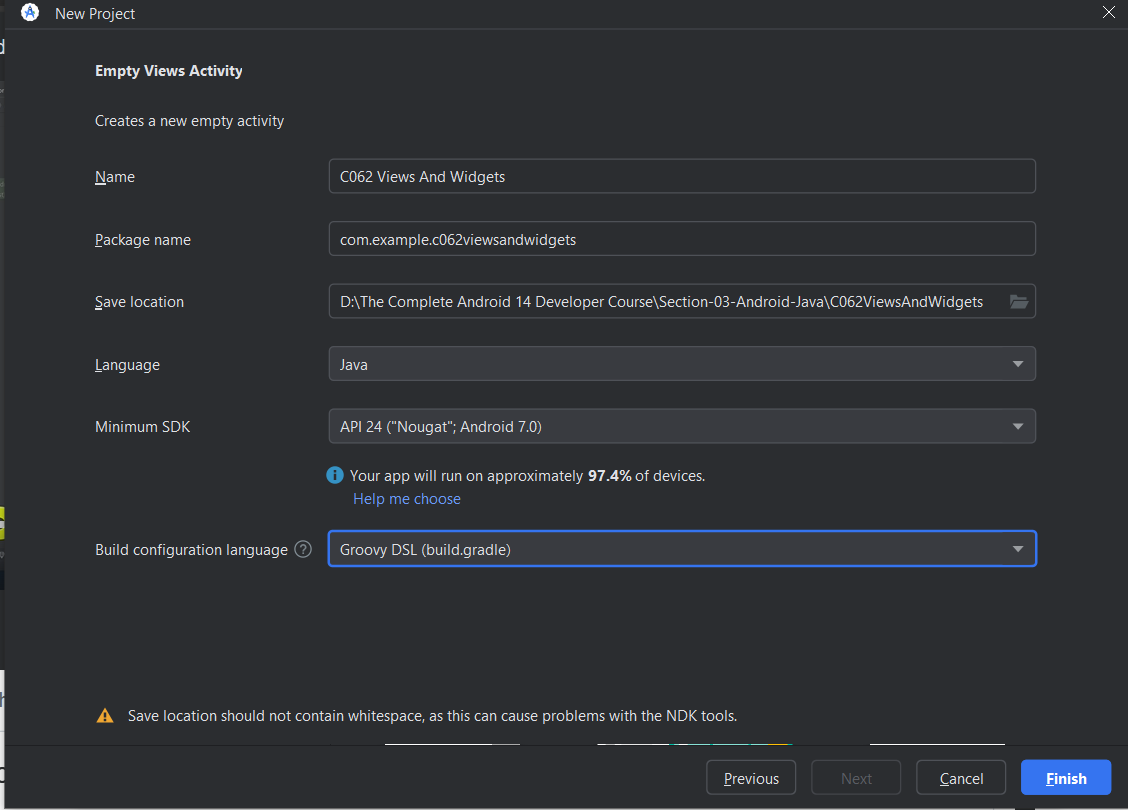 New Project
Empty Views Activity
Creates a new empty activity
Name
C062 Views And Widgets
Package name
com.example.c062viewsandwidgets
Save location
D:\The Complete Android 14 Developer Course\Section-03-Android-Java\C062ViewsAndWidgets
Language
Java
Minimum SDK
API 24 ("Nougat"; Android 7.0)
Your app will run on approximately 97.4% of devices.
Help me choose
Build configuration language ?
Groovy DSL (build.gradle)
Save location should not contain whitespace, as this can cause problems with the NDK tools.
Previous Next Cancel Finish